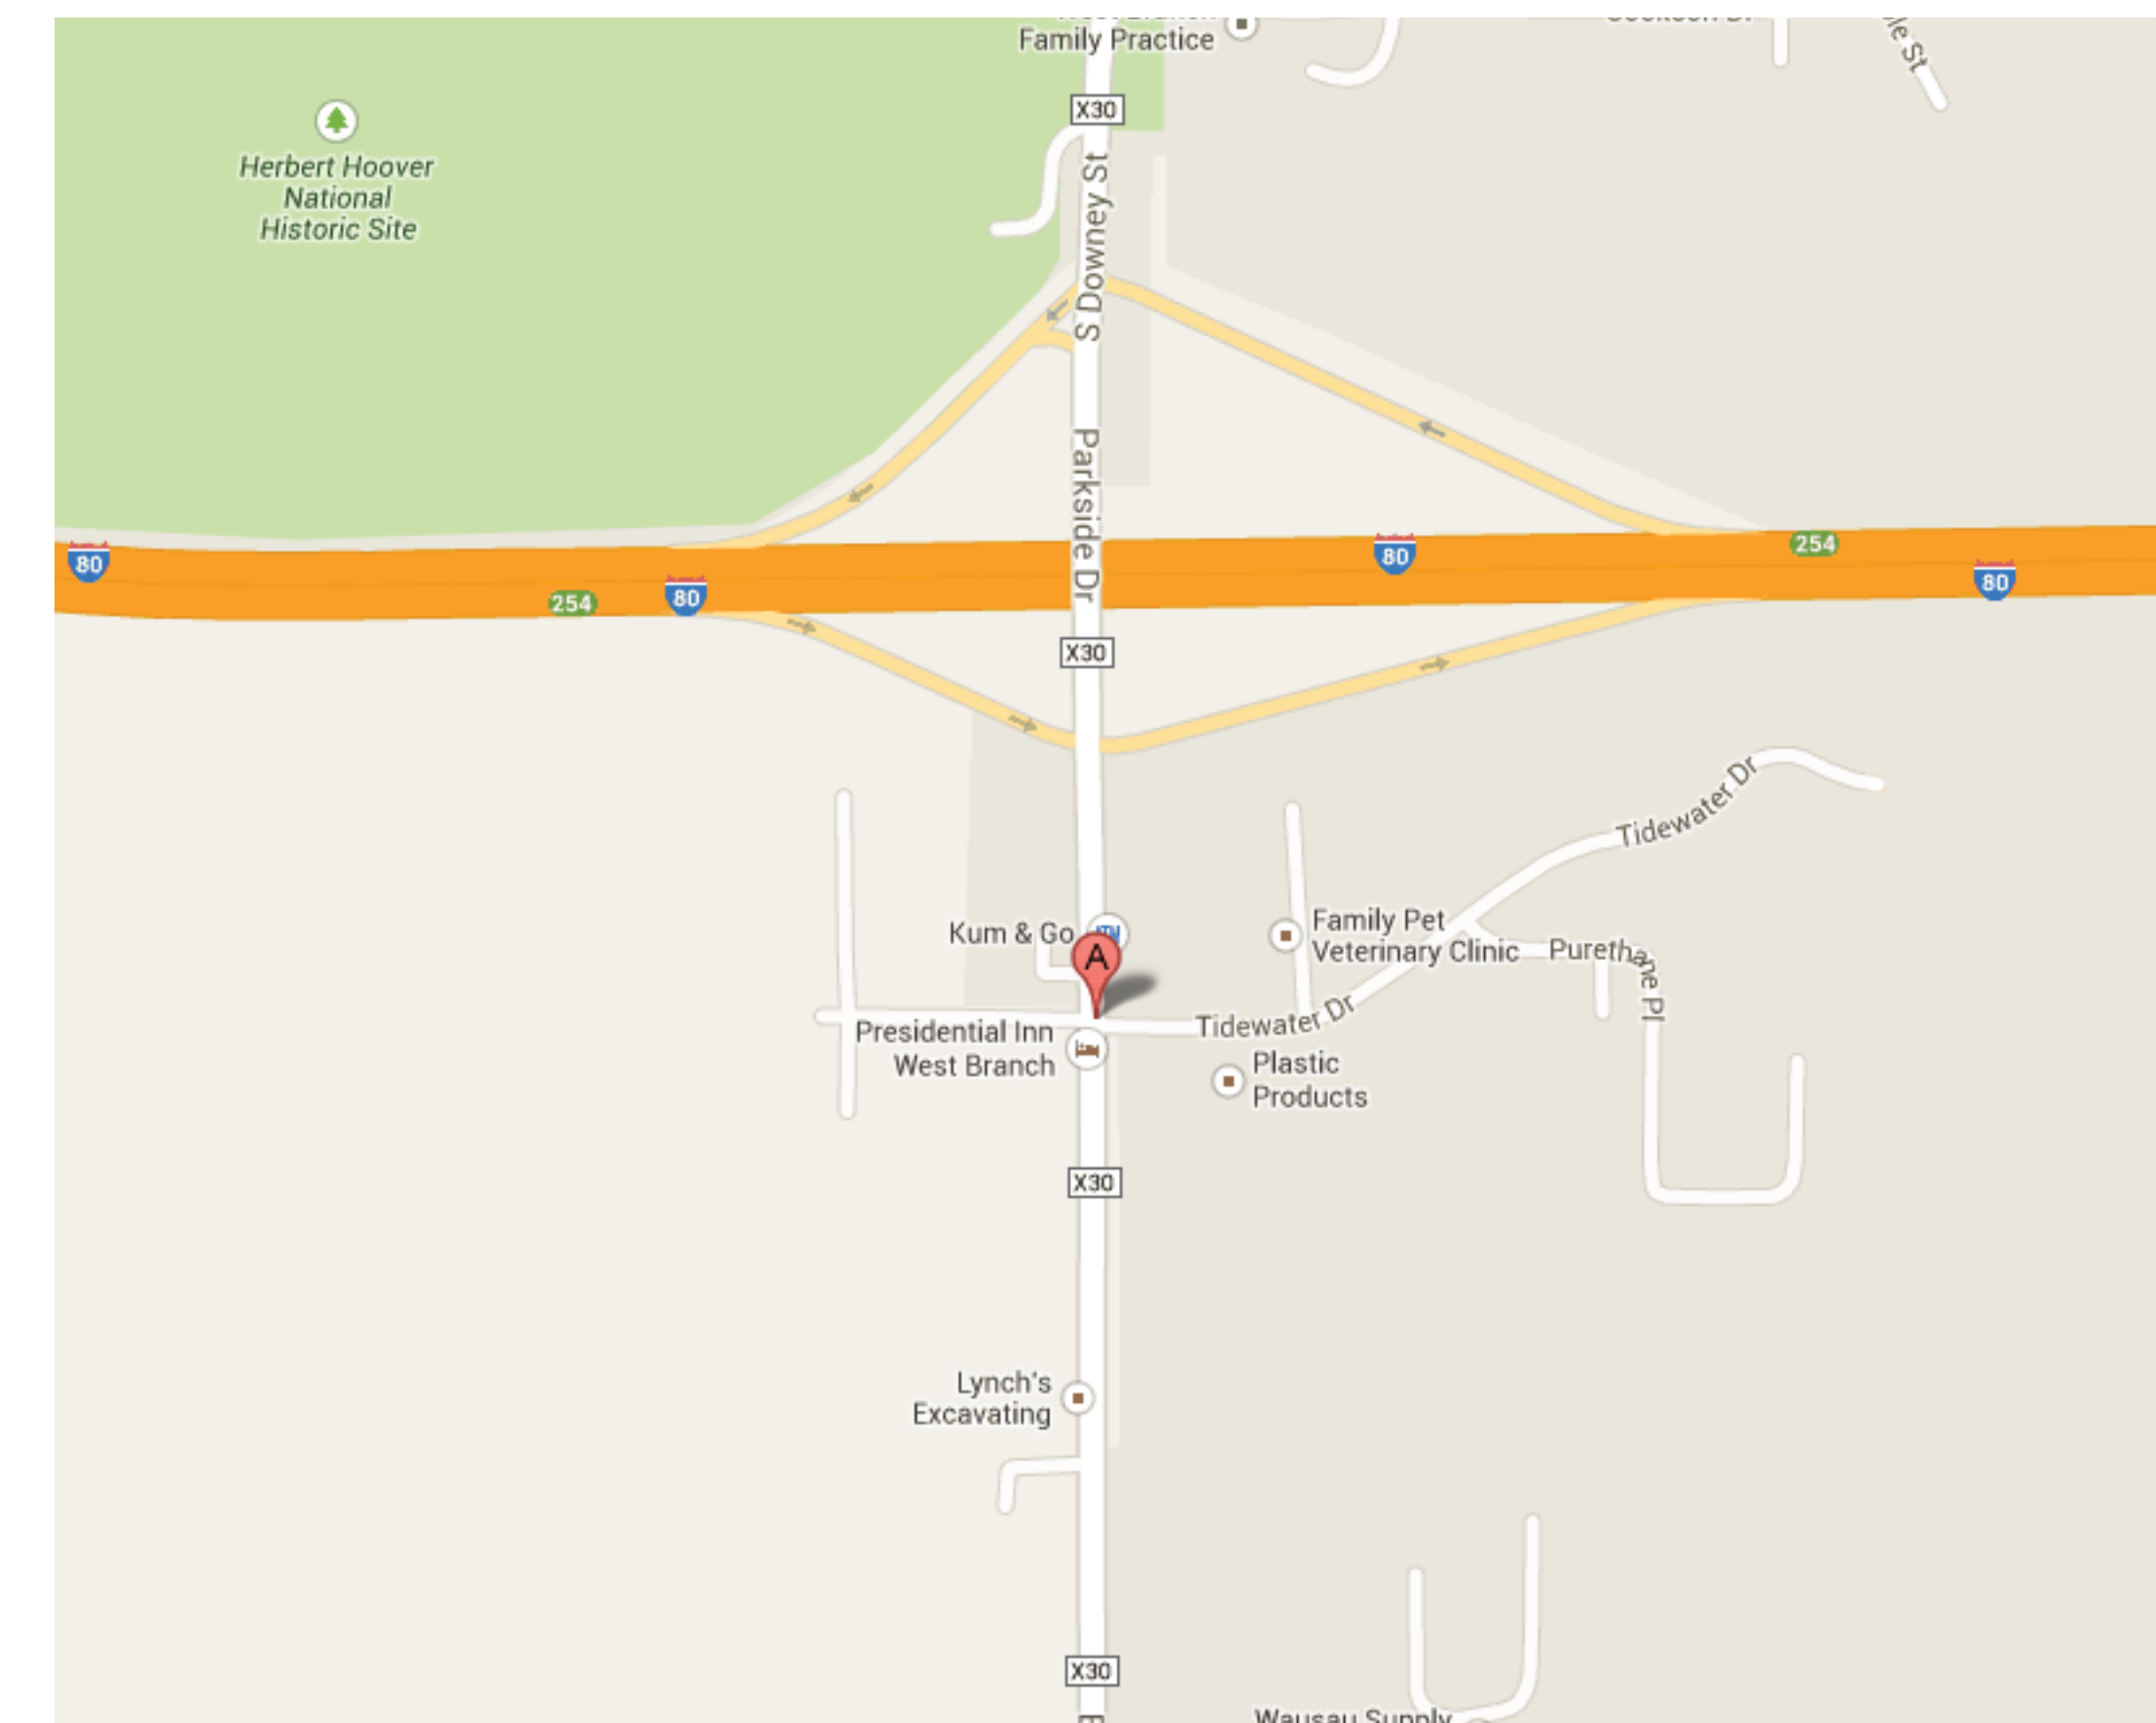 Family Practice
X30
Herbert Hoover
National
Historic Site
S Downey St
Parkside Dr
80
254
80
80
254
80
X30
Tidewater Dr
Kum & Go
A
Family Pet
Veterinary Clinic
Purethane Pl
Tidewater Dr
Presidential Inn
West Branch
Plastic
Products
X30
Lynch's
Excavating
X30
Wausau Supply